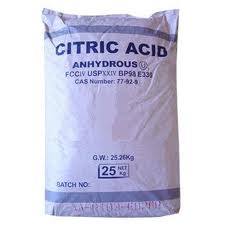 CITRIC ACID
ANHYDROUS Ⓤ
FCCIV USPXXIV BP98 E330
CAS Number: 77-92-9
G.W.: 25.26Kg
25 NET Kg
BATCH NO: